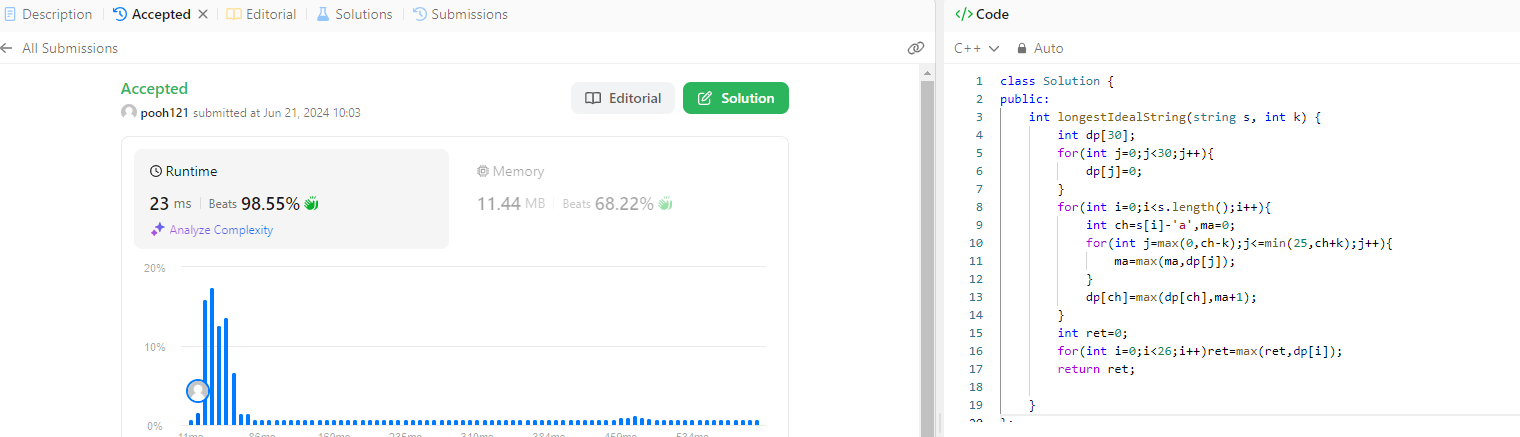 Description Accepted Editorial Solutions Submissions
All Submissions
Accepted
pooh121 submitted at Jun 21, 2024 10:03
Editorial
Solution
Runtime
23 ms Beats 98.55%
Analyze Complexity
Memory
11.44 MB Beats 68.22%
20%
10%
0%
11ms 86ms 160ms 235ms 310ms 384ms 459ms 534ms
</> Code
C++ Auto
1 class Solution {
2 public:
3 int longestIdealString(string s, int k) {
4 int dp[30];
5 for(int j=0;j<30;j++){
6 dp[j]=0;
7 }
8 for(int i=0;i<s.length();i++){
9 int ch=s[i]-'a',ma=0;
10 for(int j=max(0,ch-k);j<=min(25,ch+k);j++){
11 ma=max(ma,dp[j]);
12 }
13 dp[ch]=max(dp[ch],ma+1);
14 }
15 int ret=0;
16 for(int i=0;i<26;i++)ret=max(ret,dp[i]);
17 return ret;
18
19 }
20 };